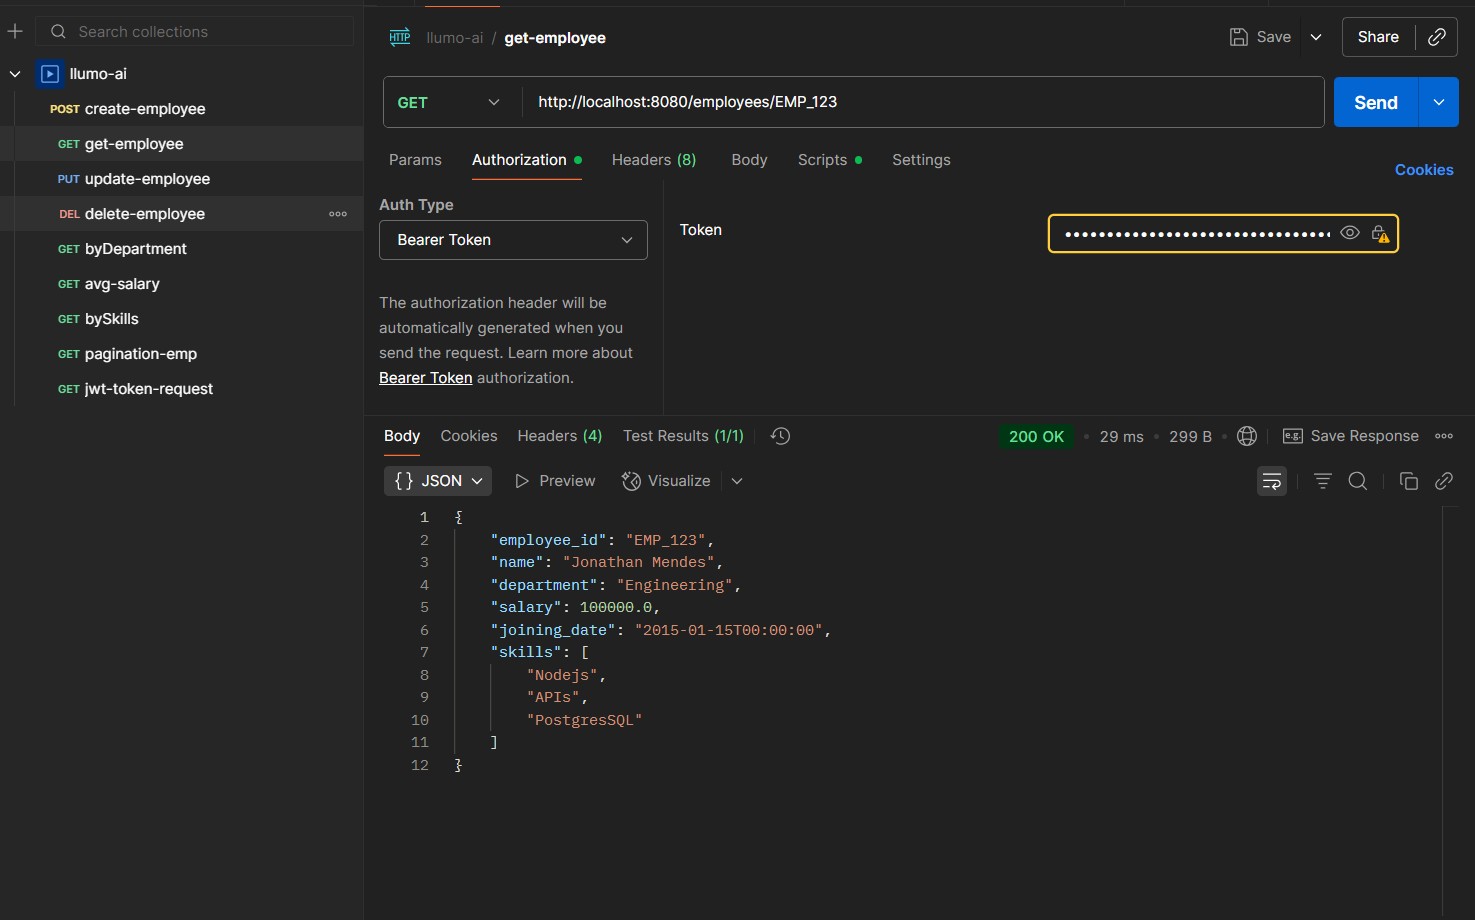 Search collections
llumo-ai
POST create-employee
GET get-employee
PUT update-employee
DEL delete-employee
GET byDepartment
GET avg-salary
GET bySkills
GET pagination-emp
GET jwt-token-request
HTTP llumo-ai / get-employee
Save
Share
GET http://localhost:8080/employees/EMP_123
Send
Params Authorization Headers (8) Body Scripts Settings
Cookies
Auth Type
Bearer Token
The authorization header will be
automatically generated when you
send the request. Learn more about
Bearer Token authorization.
Token
••••••••••••••••••••••••••••••••
Body Cookies Headers (4) Test Results (1/1)
200 OK • 29 ms • 299 B
e.g. Save Response
{} JSON Preview Visualize
1 {
2 "employee_id": "EMP_123",
3 "name": "Jonathan Mendes",
4 "department": "Engineering",
5 "salary": 100000.0,
6 "joining_date": "2015-01-15T00:00:00",
7 "skills": [
8 "Nodejs",
9 "APIs",
10 "PostgresSQL"
11 ]
12 }